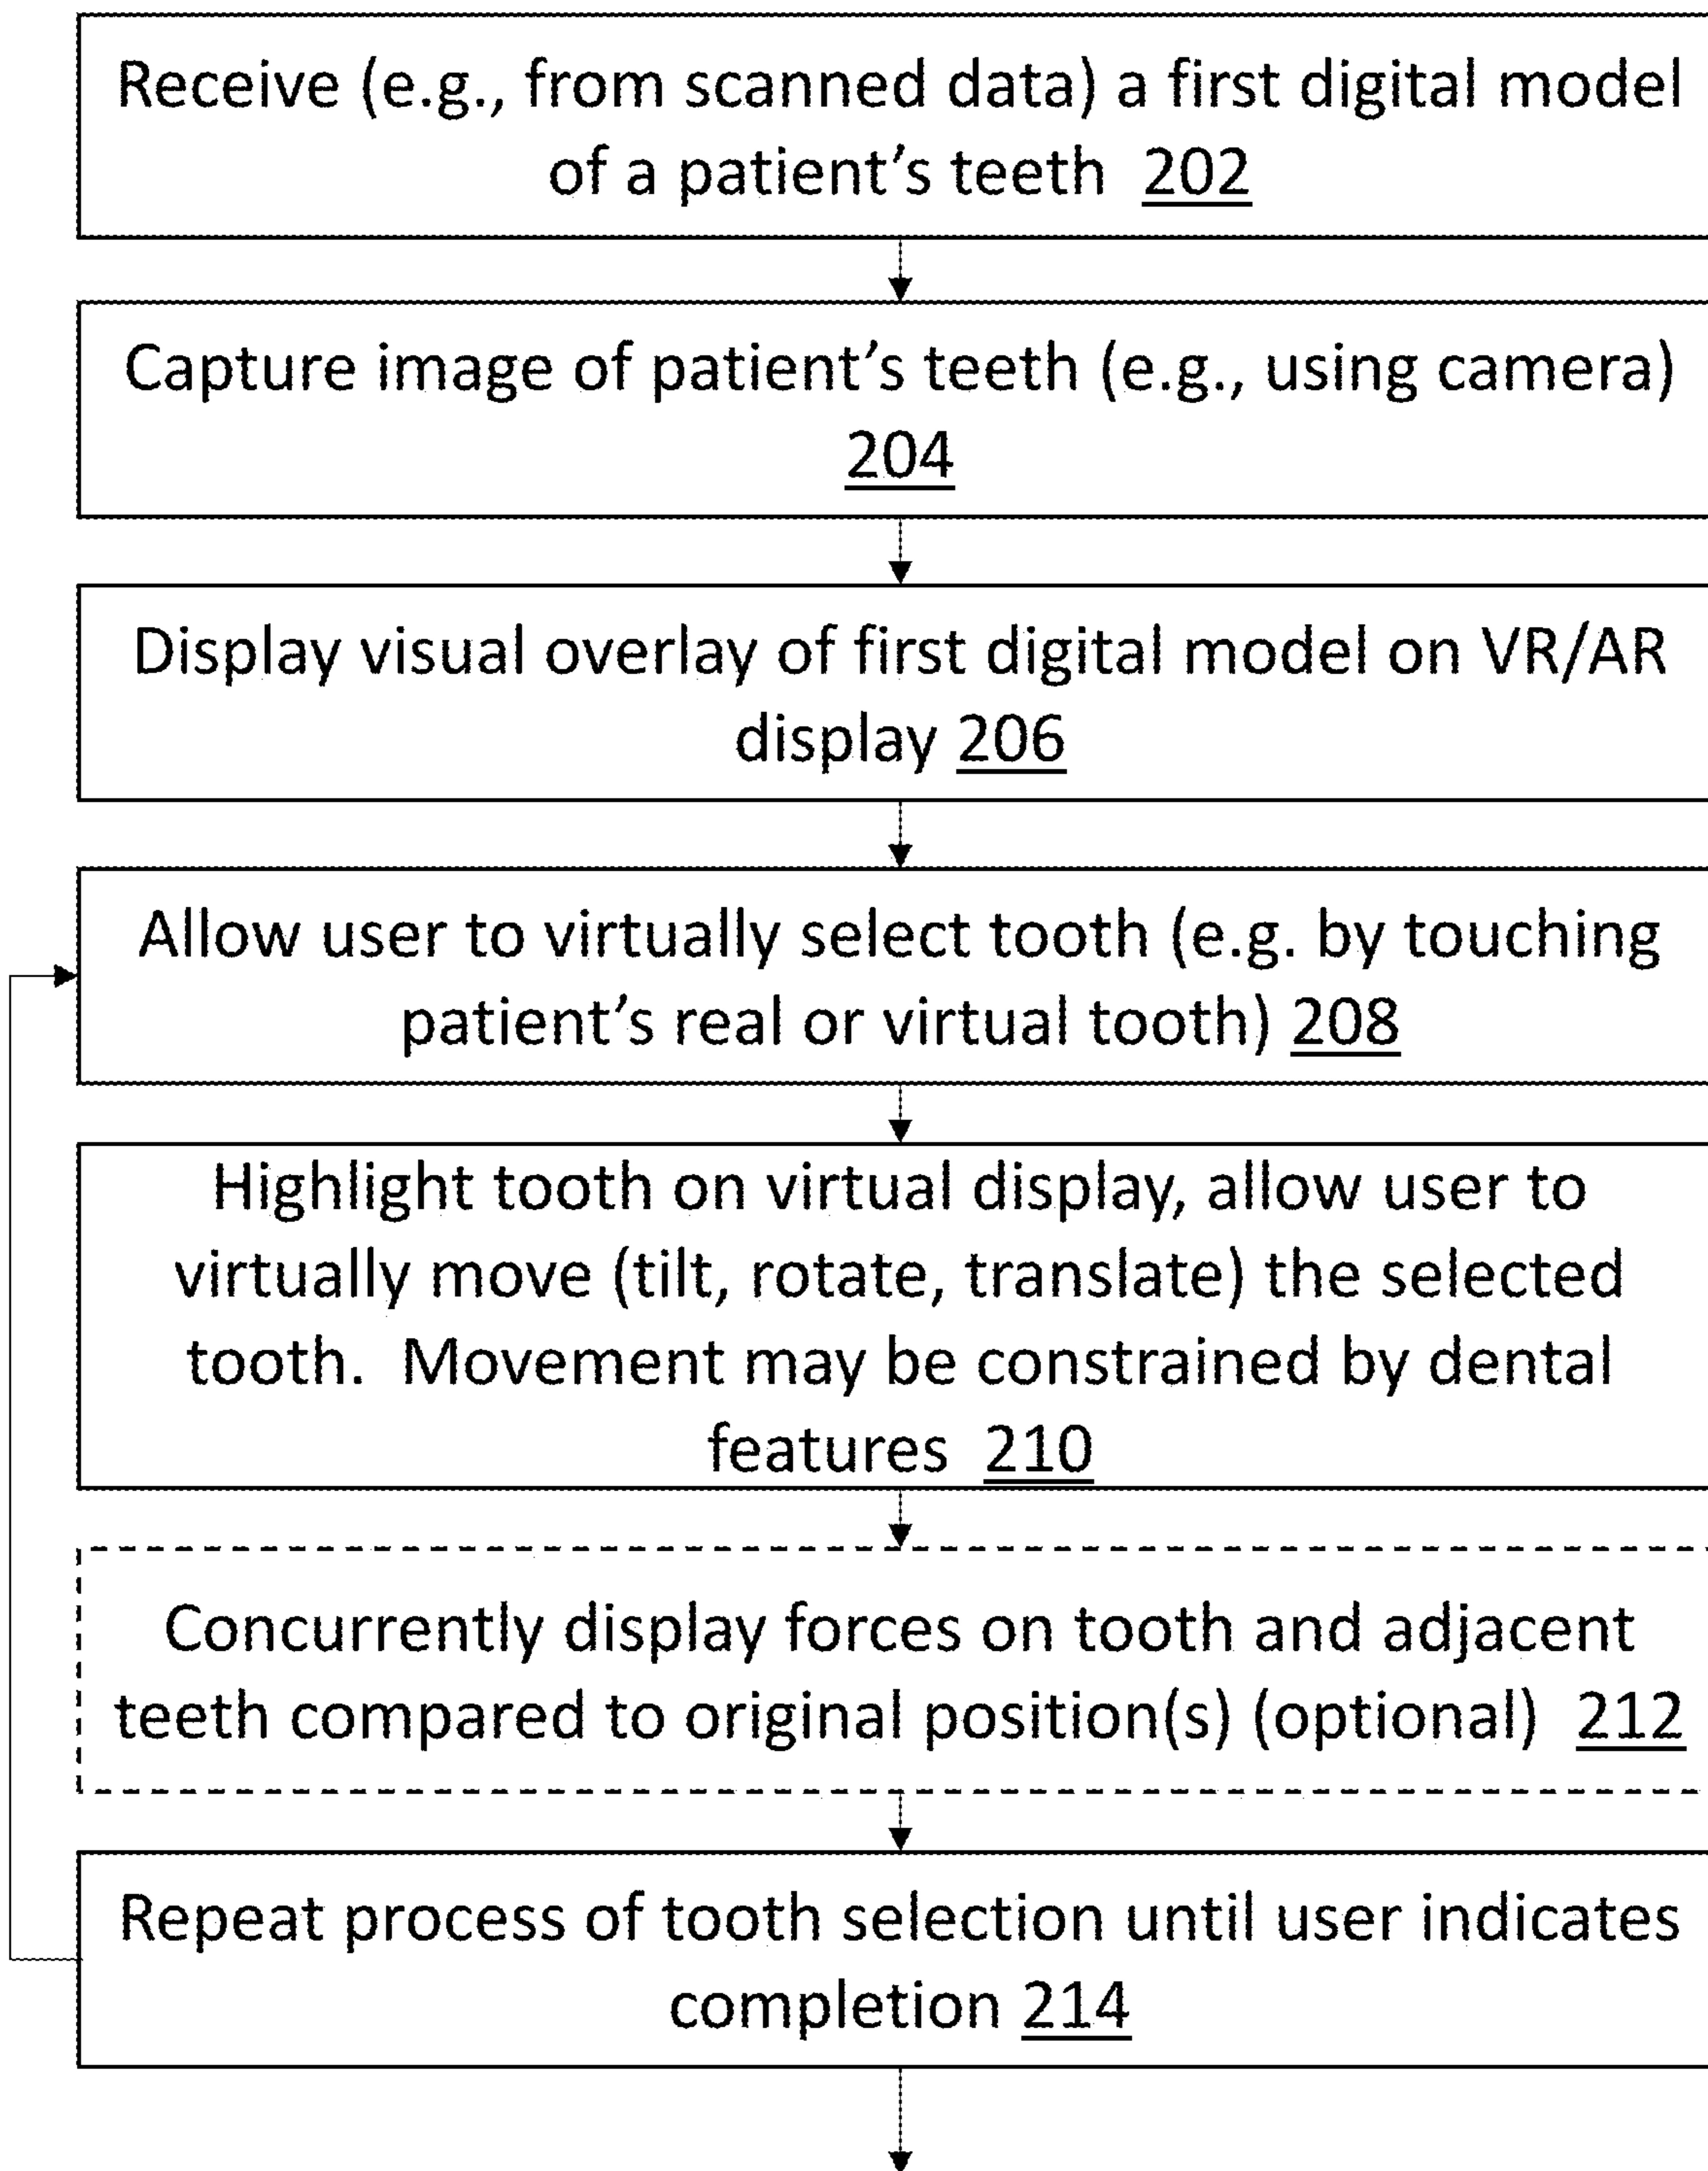 Receive (e.g., from scanned data) a first digital model
of a patient's teeth 202
Capture image of patient's teeth (e.g., using camera)
204
Display visual overlay of first digital model on VR/AR
display 206
Allow user to virtually select tooth (e.g. by touching
patient's real or virtual tooth) 208
Highlight tooth on virtual display, allow user to
virtually move (tilt, rotate, translate) the selected
tooth. Movement may be constrained by dental
features 210
Concurrently display forces on tooth and adjacent
teeth compared to original position(s) (optional) 212
Repeat process of tooth selection until user indicates
completion 214